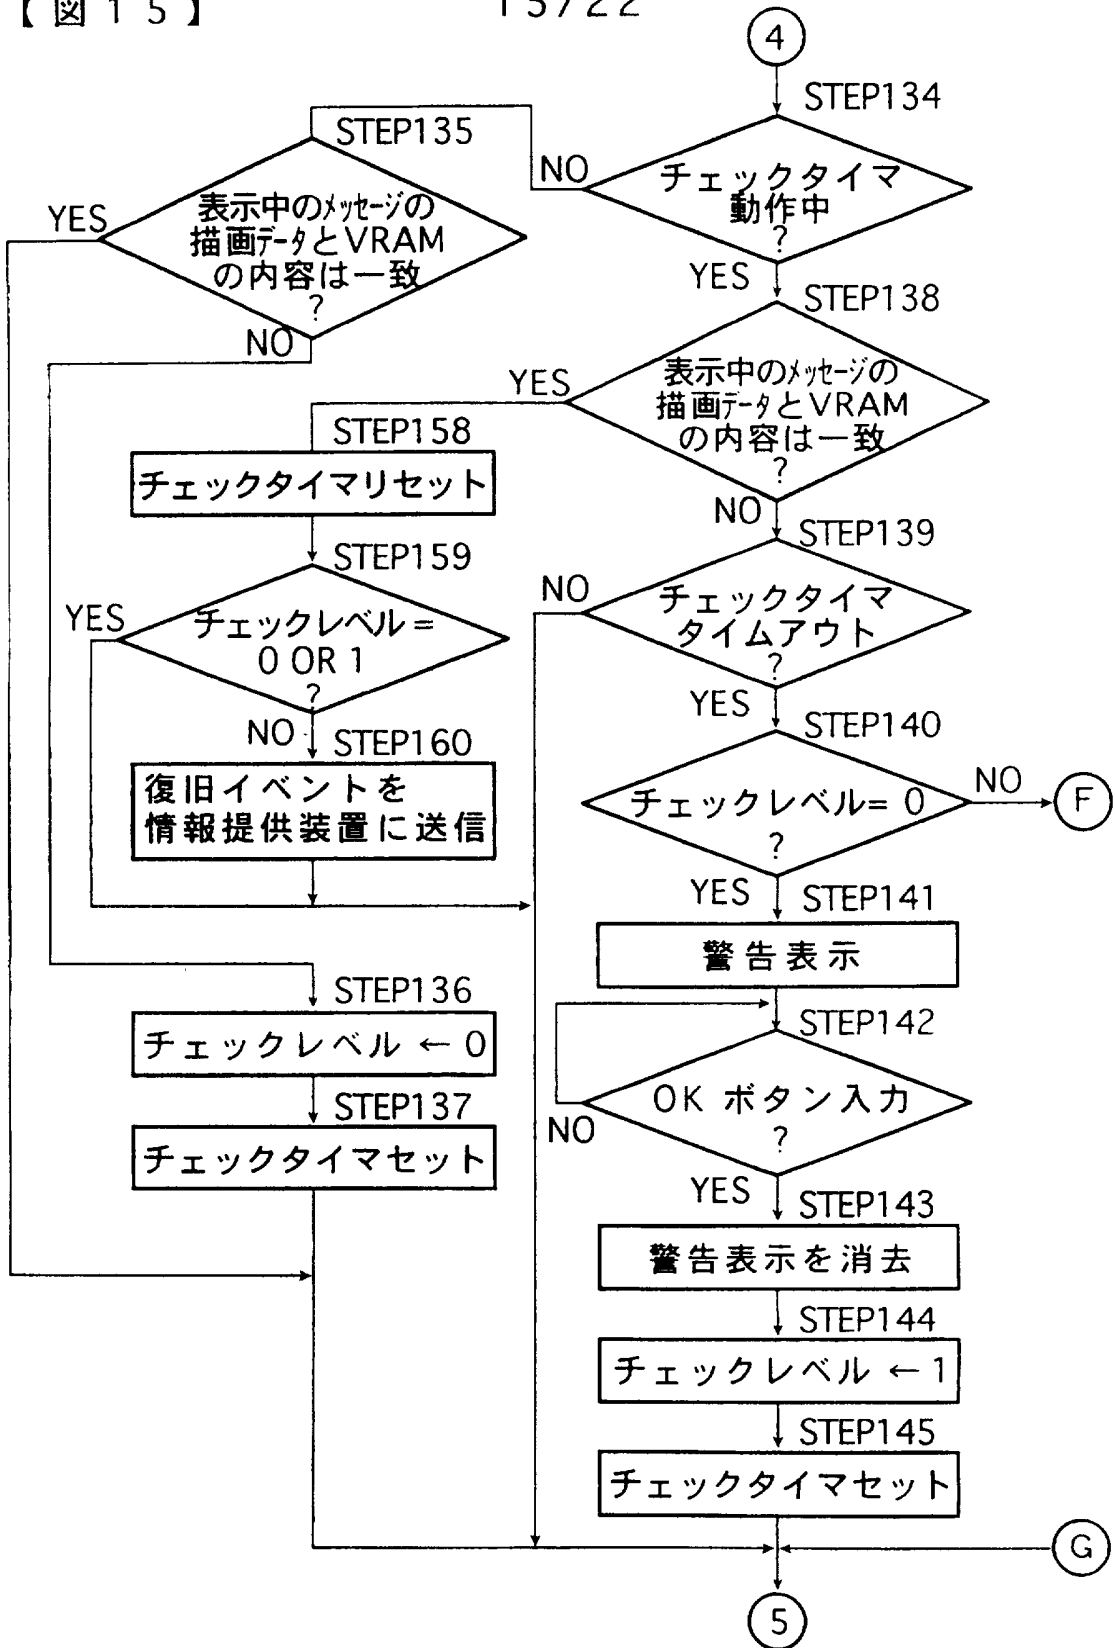 【図15】
15/22
4
STEP134
チェックタイマ
動作中
?
NO
YES
STEP135
表示中のメッセージの
描画データとVRAM
の内容は一致
?
YES
NO
STEP138
表示中のメッセージの
描画データとVRAM
の内容は一致
?
YES
NO
STEP158
チェックタイマリセット
STEP159
チェックレベル=
0 OR 1
?
YES
NO
STEP160
復旧イベントを
情報提供装置に送信
STEP139
チェックタイマ
タイムアウト
?
NO
YES
STEP140
チェックレベル= 0
?
NO
F
YES
STEP141
警告表示
STEP136
チェックレベル ← 0
STEP137
チェックタイマセット
STEP142
OK ボタン入力
?
NO
YES
STEP143
警告表示を消去
STEP144
チェックレベル ← 1
STEP145
チェックタイマセット
G
5